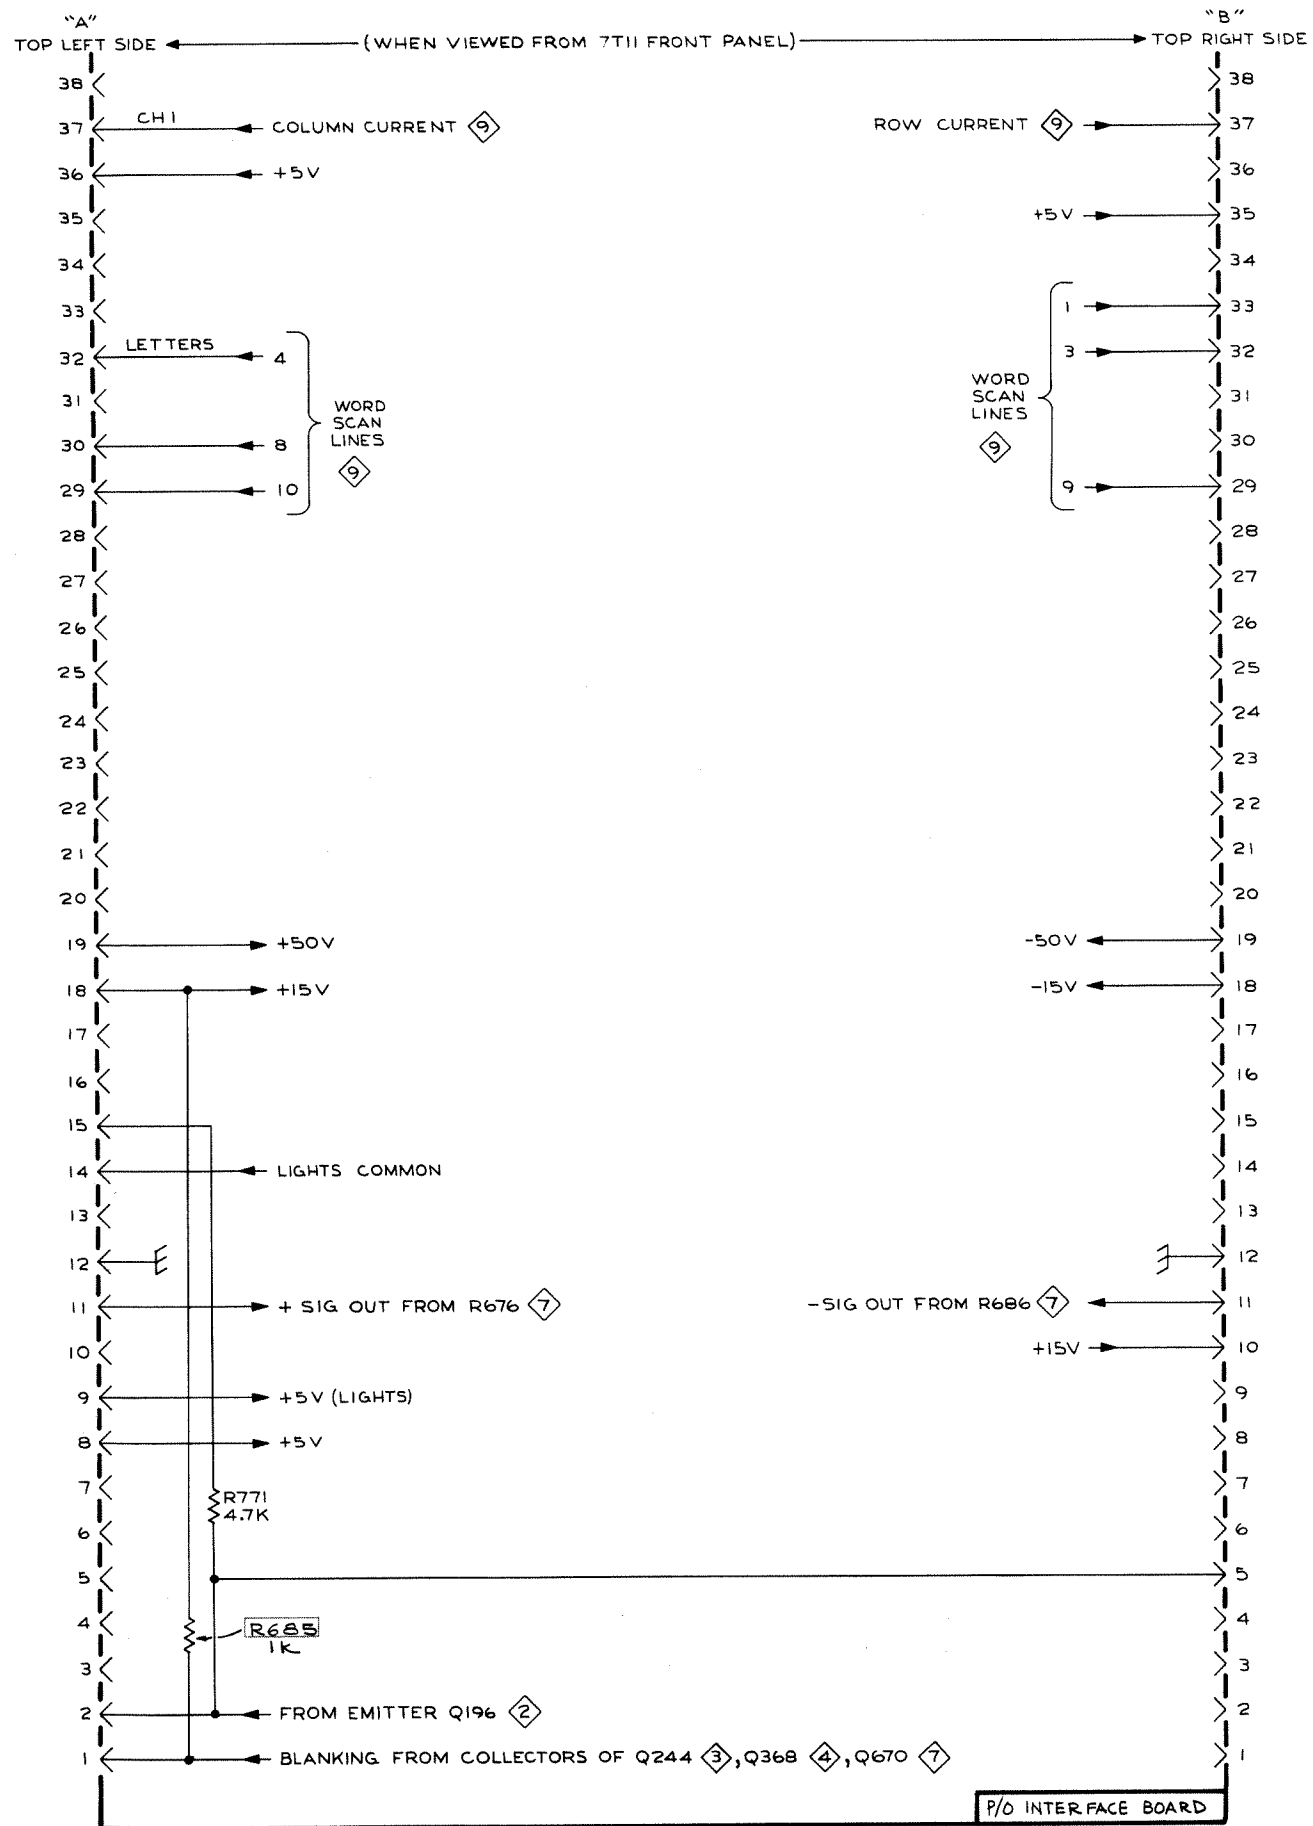 "A"
TOP LEFT SIDE
(WHEN VIEWED FROM 7T11 FRONT PANEL)
"B"
TOP RIGHT SIDE
38
38
37 CH 1 COLUMN CURRENT 9
ROW CURRENT 9 37
36 +5V
36
35
+5V 35
34
34
33
1 33
32 LETTERS 4
3 32
31
31
WORD
SCAN
LINES
9
WORD
SCAN
LINES
9
30 8
30
29 10
9 29
28
28
27
27
26
26
25
25
24
24
23
23
22
22
21
21
20
20
19 +50V
-50V 19
18 +15V
-15V 18
17
17
16
16
15
15
14 LIGHTS COMMON
14
13
13
12
12
11 + SIG OUT FROM R676 7
-SIG OUT FROM R686 7 11
10
+15V 10
9 +5V (LIGHTS)
9
8 +5V
8
7
7
R771
4.7K
6
6
5
5
4
4
R685
1K
3
3
2 FROM EMITTER Q196 2
2
1 BLANKING FROM COLLECTORS OF Q244 3, Q368 4, Q670 7
1
P/O INTERFACE BOARD